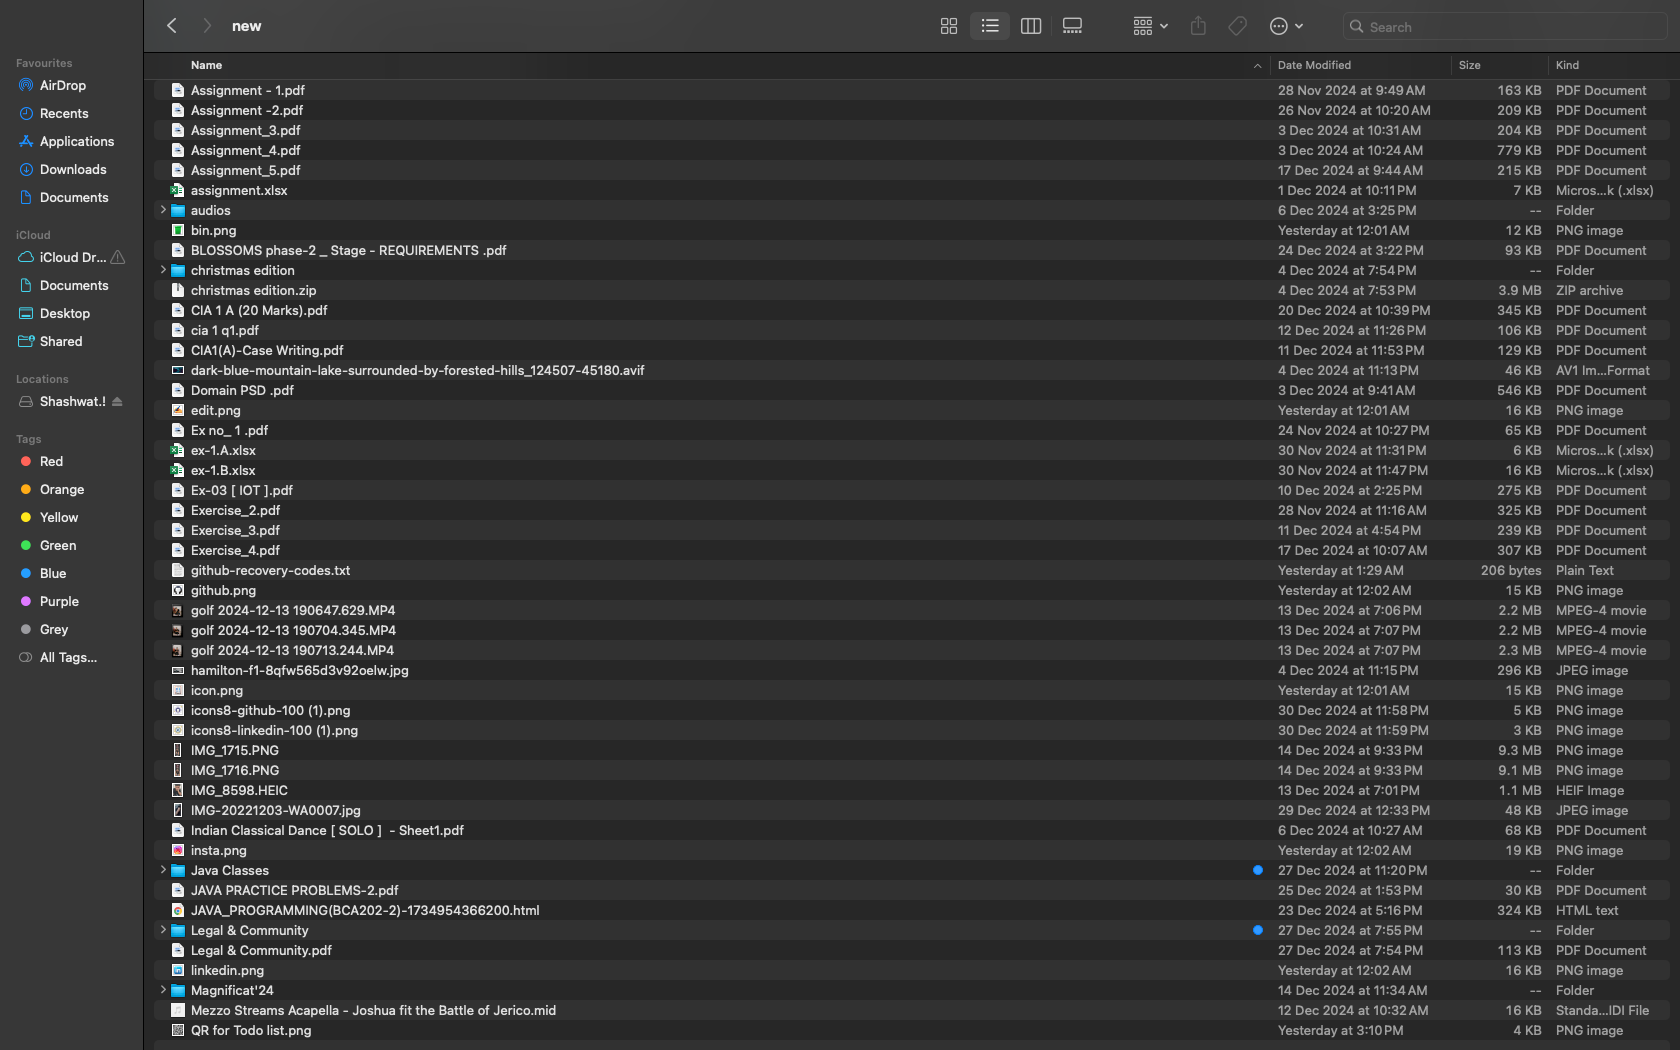 new
Search
Favourites
AirDrop
Recents
Applications
Downloads
Documents
iCloud
iCloud Dr...
Documents
Desktop
Shared
Locations
Shashwat.!
Tags
Red
Orange
Yellow
Green
Blue
Purple
Grey
All Tags...
Name Date Modified Size Kind
Assignment - 1.pdf 28 Nov 2024 at 9:49 AM 163 KB PDF Document
Assignment -2.pdf 26 Nov 2024 at 10:20 AM 209 KB PDF Document
Assignment_3.pdf 3 Dec 2024 at 10:31 AM 204 KB PDF Document
Assignment_4.pdf 3 Dec 2024 at 10:24 AM 779 KB PDF Document
Assignment_5.pdf 17 Dec 2024 at 9:44 AM 215 KB PDF Document
assignment.xlsx 1 Dec 2024 at 10:11 PM 7 KB Micros...k (.xlsx)
audios 6 Dec 2024 at 3:25 PM -- Folder
bin.png Yesterday at 12:01 AM 12 KB PNG image
BLOSSOMS phase-2 _ Stage - REQUIREMENTS .pdf 24 Dec 2024 at 3:22 PM 93 KB PDF Document
christmas edition 4 Dec 2024 at 7:54 PM -- Folder
christmas edition.zip 4 Dec 2024 at 7:53 PM 3.9 MB ZIP archive
CIA 1 A (20 Marks).pdf 20 Dec 2024 at 10:39 PM 345 KB PDF Document
cia 1 q1.pdf 12 Dec 2024 at 11:26 PM 106 KB PDF Document
CIA1(A)-Case Writing.pdf 11 Dec 2024 at 11:53 PM 129 KB PDF Document
dark-blue-mountain-lake-surrounded-by-forested-hills_124507-45180.avif 4 Dec 2024 at 11:13 PM 46 KB AV1 Im...Format
Domain PSD .pdf 3 Dec 2024 at 9:41 AM 546 KB PDF Document
edit.png Yesterday at 12:01 AM 16 KB PNG image
Ex no_ 1 .pdf 24 Nov 2024 at 10:27 PM 65 KB PDF Document
ex-1.A.xlsx 30 Nov 2024 at 11:31 PM 6 KB Micros...k (.xlsx)
ex-1.B.xlsx 30 Nov 2024 at 11:47 PM 16 KB Micros...k (.xlsx)
Ex-03 [ IOT ].pdf 10 Dec 2024 at 2:25 PM 275 KB PDF Document
Exercise_2.pdf 28 Nov 2024 at 11:16 AM 325 KB PDF Document
Exercise_3.pdf 11 Dec 2024 at 4:54 PM 239 KB PDF Document
Exercise_4.pdf 17 Dec 2024 at 10:07 AM 307 KB PDF Document
github-recovery-codes.txt Yesterday at 1:29 AM 206 bytes Plain Text
github.png Yesterday at 12:02 AM 15 KB PNG image
golf 2024-12-13 190647.629.MP4 13 Dec 2024 at 7:06 PM 2.2 MB MPEG-4 movie
golf 2024-12-13 190704.345.MP4 13 Dec 2024 at 7:07 PM 2.2 MB MPEG-4 movie
golf 2024-12-13 190713.244.MP4 13 Dec 2024 at 7:07 PM 2.3 MB MPEG-4 movie
hamilton-f1-8qfw565d3v92oelw.jpg 4 Dec 2024 at 11:15 PM 296 KB JPEG image
icon.png Yesterday at 12:01 AM 15 KB PNG image
icons8-github-100 (1).png 30 Dec 2024 at 11:58 PM 5 KB PNG image
icons8-linkedin-100 (1).png 30 Dec 2024 at 11:59 PM 3 KB PNG image
IMG_1715.PNG 14 Dec 2024 at 9:33 PM 9.3 MB PNG image
IMG_1716.PNG 14 Dec 2024 at 9:33 PM 9.1 MB PNG image
IMG_8598.HEIC 13 Dec 2024 at 7:01 PM 1.1 MB HEIF Image
IMG-20221203-WA0007.jpg 29 Dec 2024 at 12:33 PM 48 KB JPEG image
Indian Classical Dance [ SOLO ]  - Sheet1.pdf 6 Dec 2024 at 10:27 AM 68 KB PDF Document
insta.png Yesterday at 12:02 AM 19 KB PNG image
Java Classes 27 Dec 2024 at 11:20 PM -- Folder
JAVA PRACTICE PROBLEMS-2.pdf 25 Dec 2024 at 1:53 PM 30 KB PDF Document
JAVA_PROGRAMMING(BCA202-2)-1734954366200.html 23 Dec 2024 at 5:16 PM 324 KB HTML text
Legal & Community 27 Dec 2024 at 7:55 PM -- Folder
Legal & Community.pdf 27 Dec 2024 at 7:54 PM 113 KB PDF Document
linkedin.png Yesterday at 12:02 AM 16 KB PNG image
Magnificat'24 14 Dec 2024 at 11:34 AM -- Folder
Mezzo Streams Acapella - Joshua fit the Battle of Jerico.mid 12 Dec 2024 at 10:32 AM 16 KB Standa...IDI File
QR for Todo list.png Yesterday at 3:10 PM 4 KB PNG image